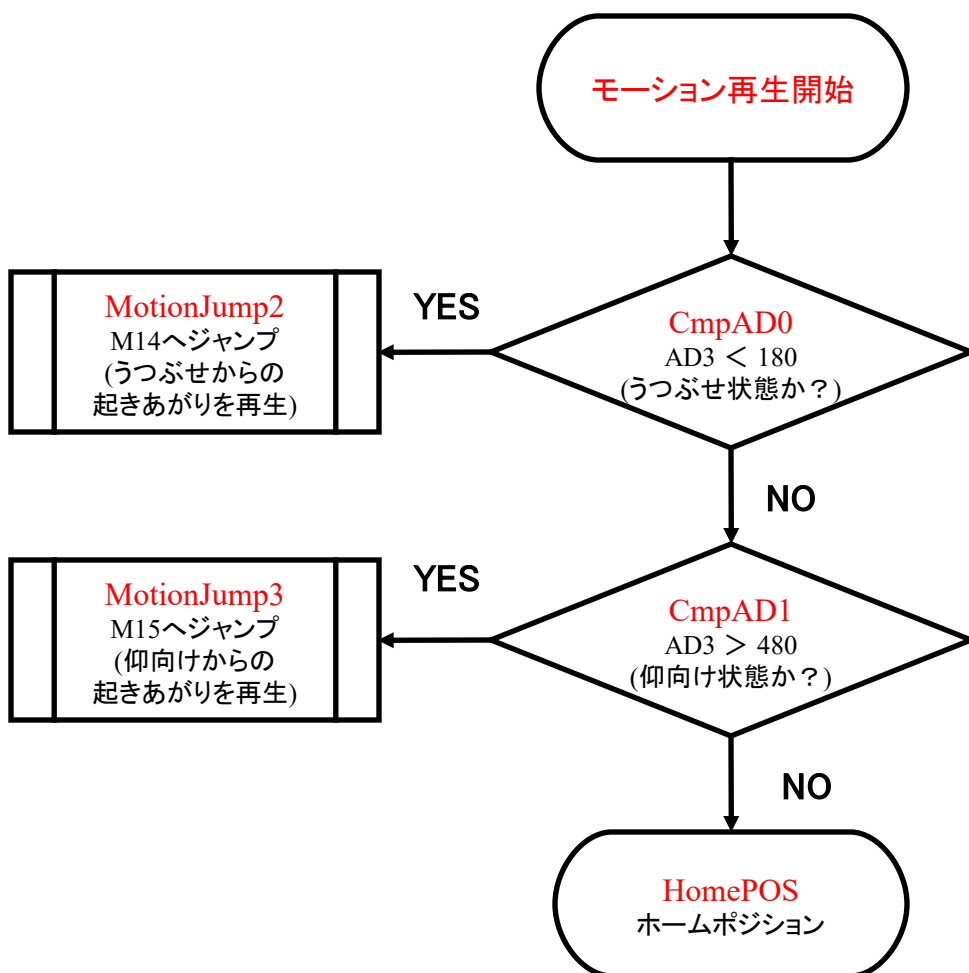 モーション再生開始
MotionJump2
M14へジャンプ
(うつぶせからの
起きあがりを再生)
YES
CmpAD0
AD3 < 180
(うつぶせ状態か？)
NO
MotionJump3
M15へジャンプ
(仰向けからの
起きあがりを再生)
YES
CmpAD1
AD3 > 480
(仰向け状態か？)
NO
HomePOS
ホームポジション